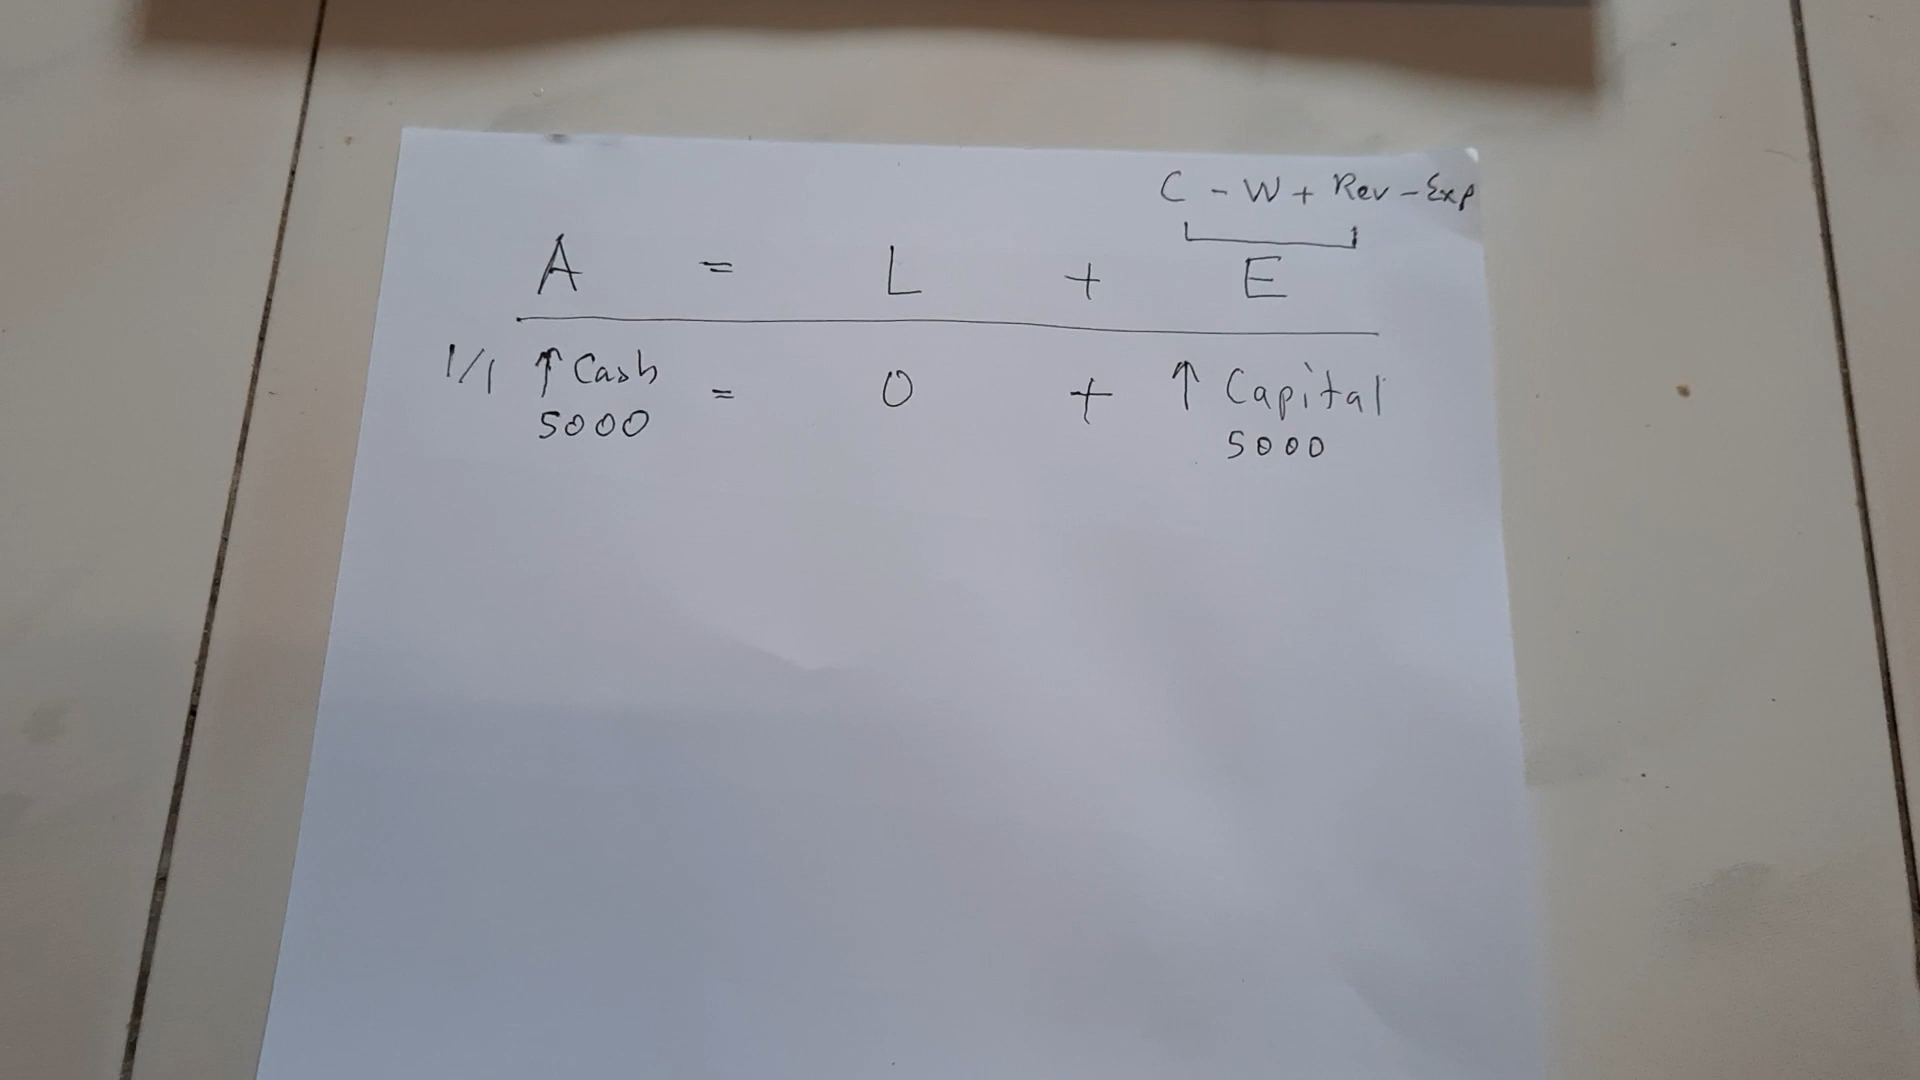 C - W + Rev - Exp
A = L + E
1/1 ↑ Cash = 0 + ↑ Capital
5000 5000